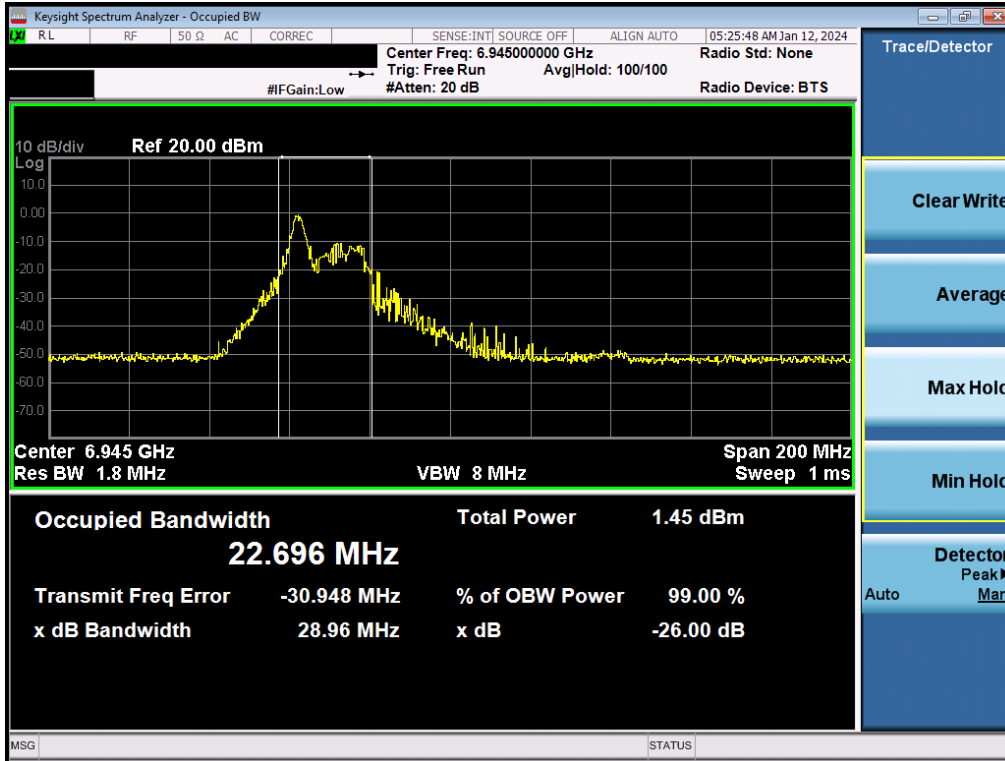 Keysight Spectrum Analyzer - Occupied BW
LXI RL RF 50 Ω AC CORREC SENSE:INT SOURCE OFF ALIGN AUTO 05:25:48 AM Jan 12, 2024
Center Freq: 6.945000000 GHz Radio Std: None
Trig: Free Run Avg|Hold: 100/100
#IFGain:Low #Atten: 20 dB Radio Device: BTS
Trace/Detector
10 dB/div Ref 20.00 dBm
Log
10.0
0.00
-10.0
-20.0
-30.0
-40.0
-50.0
-60.0
-70.0
Center 6.945 GHz Span 200 MHz
Res BW 1.8 MHz VBW 8 MHz Sweep 1 ms
Occupied Bandwidth Total Power 1.45 dBm
22.696 MHz
Transmit Freq Error -30.948 MHz % of OBW Power 99.00 %
x dB Bandwidth 28.96 MHz x dB -26.00 dB
Clear Write
Average
Max Hold
Min Hold
Detector
Peak▶
Auto Man
MSG STATUS